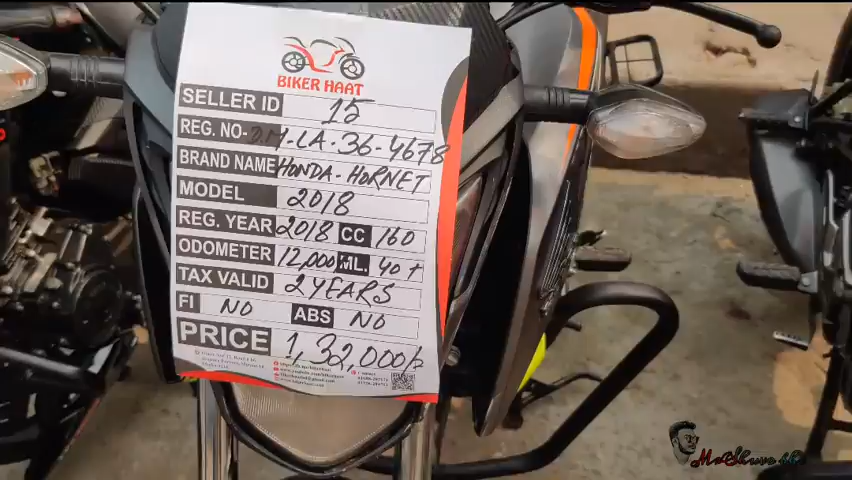 BIKER HAAT
SELLER ID 15
REG. NO- D.M-LA-36-4678
BRAND NAME HONDA-HORNET
MODEL 2018
REG. YEAR 2018 CC 160
ODOMETER 12,000 ML. 40+
TAX VALID 2 YEARS
FI NO ABS NO
PRICE 1,32,000/=